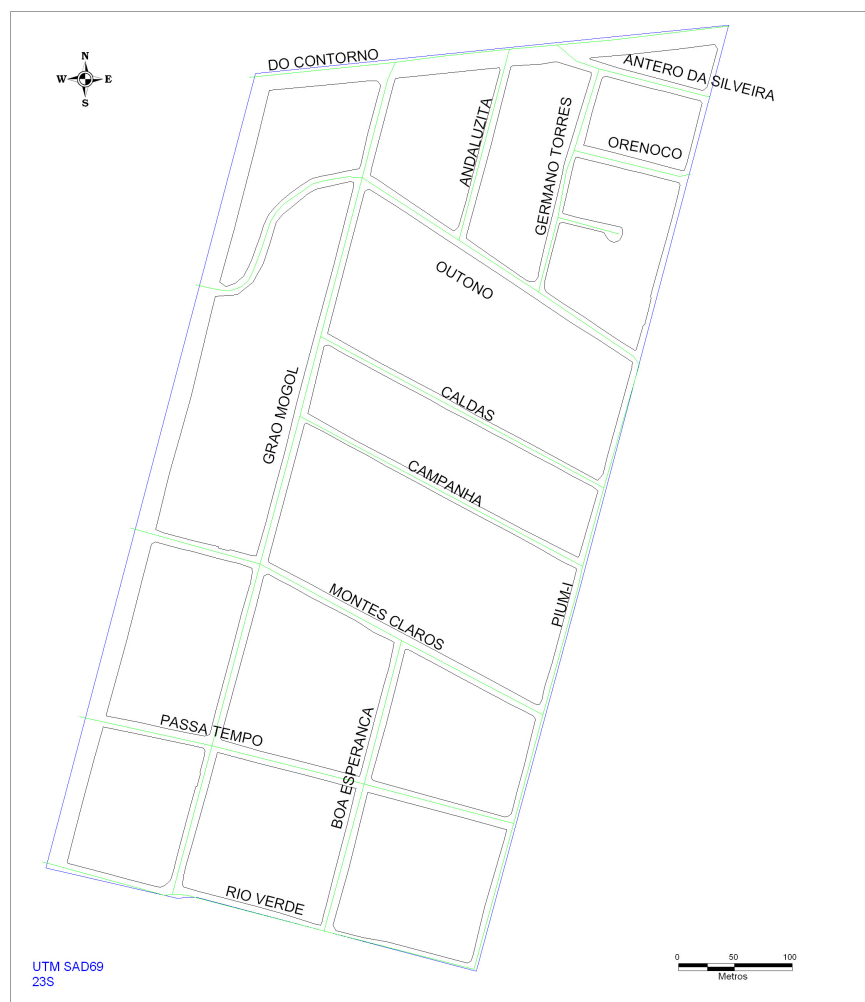 N
W E
S
DO CONTORNO
ANTERO DA SILVEIRA
ANDALUZITA
GERMANO TORRES
ORENOCO
OUTONO
GRAO MOGOL
CALDAS
CAMPANHA
MONTES CLAROS
PIUM-I
PASSA TEMPO
BOA ESPERANCA
RIO VERDE
UTM SAD69
23S
0 50 100
Metros